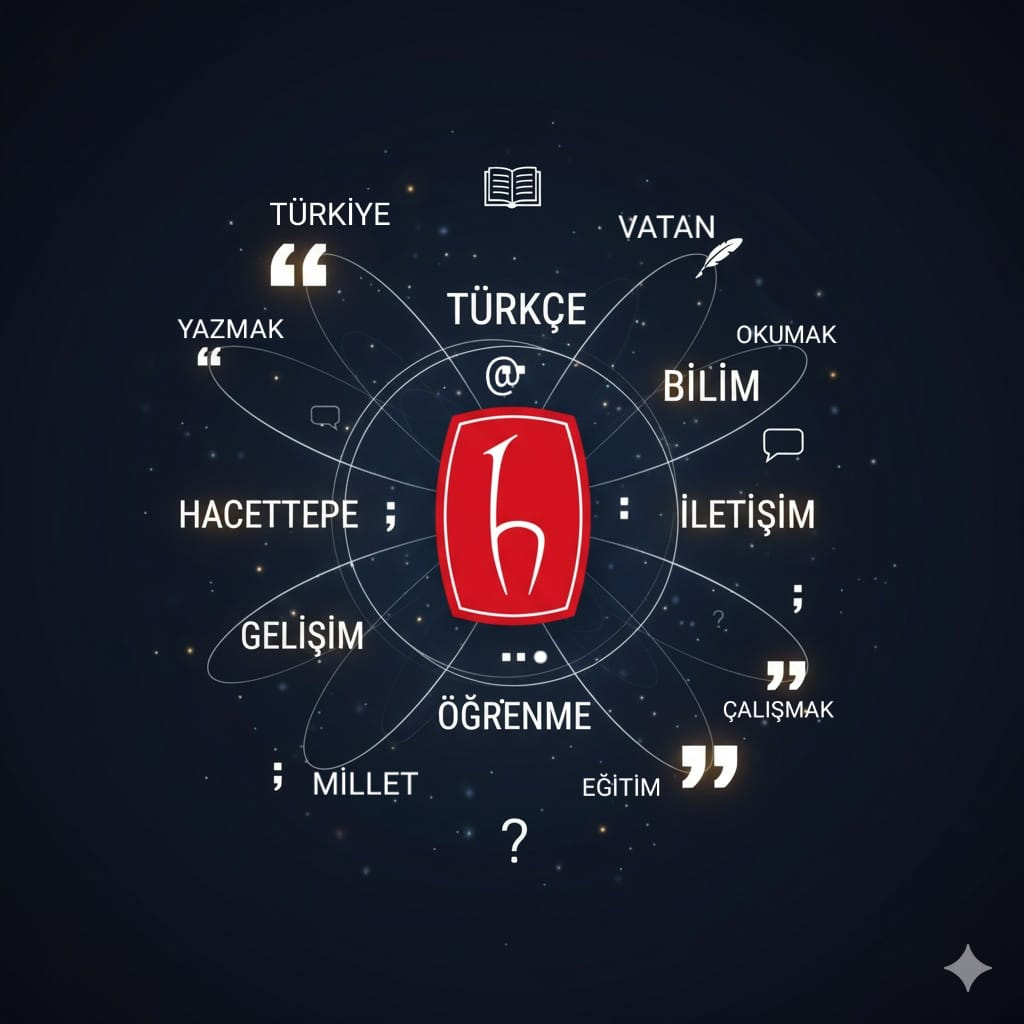 TÜRKİYE
VATAN
“
TÜRKÇE
YAZMAK
“
OKUMAK
@
BİLİM
h
HACETTEPE ;
: İLETİŞİM
;
?
GELİŞİM
...
”
ÖĞRENME
ÇALIŞMAK
; MİLLET
EĞİTİM ”
?